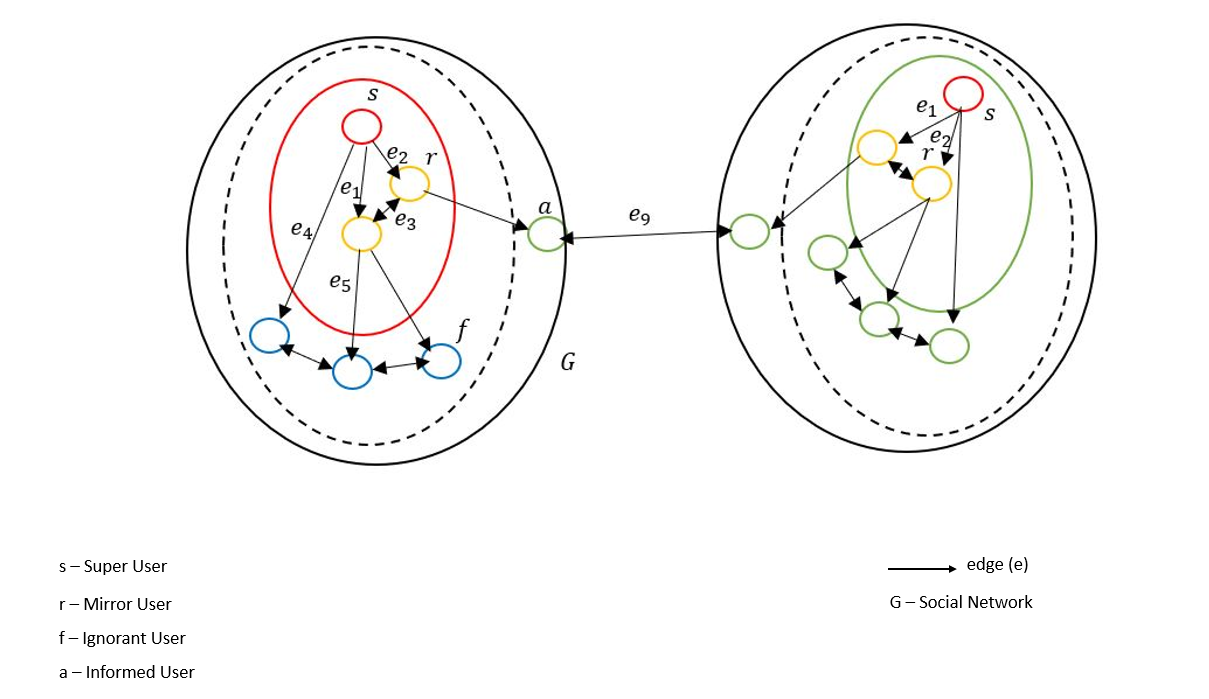 s
e₂
r
e₁
e₃
e₄
e₅
f
a
e₉
G
e₁
s
e₂
r
s – Super User
r – Mirror User
f – Ignorant User
a – Informed User
edge (e)
G – Social Network